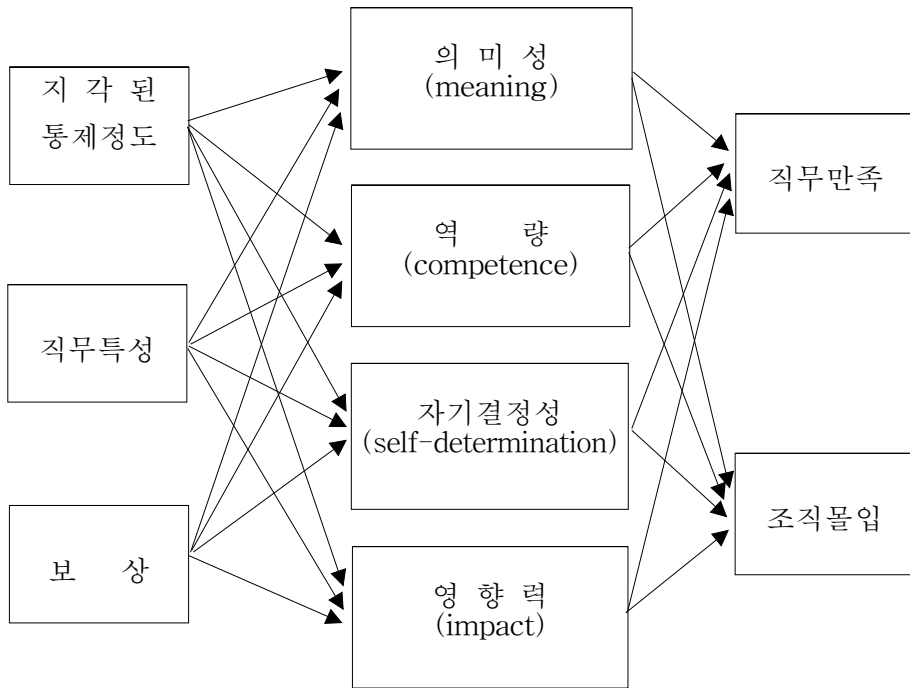 지 각 된
통제정도
직무특성
보 상
의 미 성
(meaning)
역 량
(competence)
자기결정성
(self-determination)
영 향 력
(impact)
직무만족
조직몰입